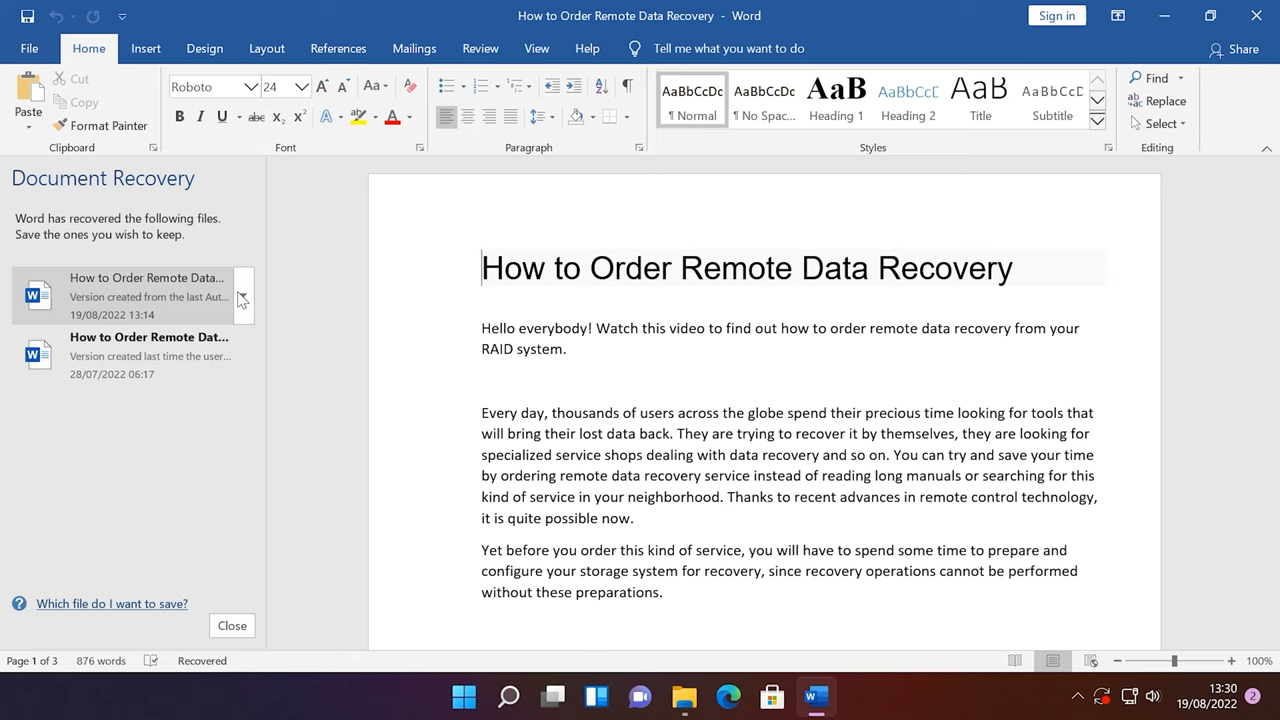 How to Order Remote Data Recovery - Word
Sign in
File Home Insert Design Layout References Mailings Review View Help Tell me what you want to do Share
Paste
Cut
Copy
Format Painter
Clipboard
Roboto 24
Aa
B I U abc X₂ X²
A A
Font
Paragraph
AaBbCcDc AaBbCcDc AaBbC AaBbCcC AaB AaBbCcD
¶ Normal ¶ No Spac... Heading 1 Heading 2 Title Subtitle
Styles
Find
Replace
Select
Editing
Document Recovery
Word has recovered the following files.
Save the ones you wish to keep.
How to Order Remote Data...
Version created from the last Aut...
19/08/2022 13:14
How to Order Remote Dat...
Version created last time the user...
28/07/2022 06:17
Which file do I want to save?
Close
How to Order Remote Data Recovery
Hello everybody! Watch this video to find out how to order remote data recovery from your
RAID system.
Every day, thousands of users across the globe spend their precious time looking for tools that
will bring their lost data back. They are trying to recover it by themselves, they are looking for
specialized service shops dealing with data recovery and so on. You can try and save your time
by ordering remote data recovery service instead of reading long manuals or searching for this
kind of service in your neighborhood. Thanks to recent advances in remote control technology,
it is quite possible now.
Yet before you order this kind of service, you will have to spend some time to prepare and
configure your storage system for recovery, since recovery operations cannot be performed
without these preparations.
Page 1 of 3 876 words Recovered 100%
13:30
19/08/2022 2